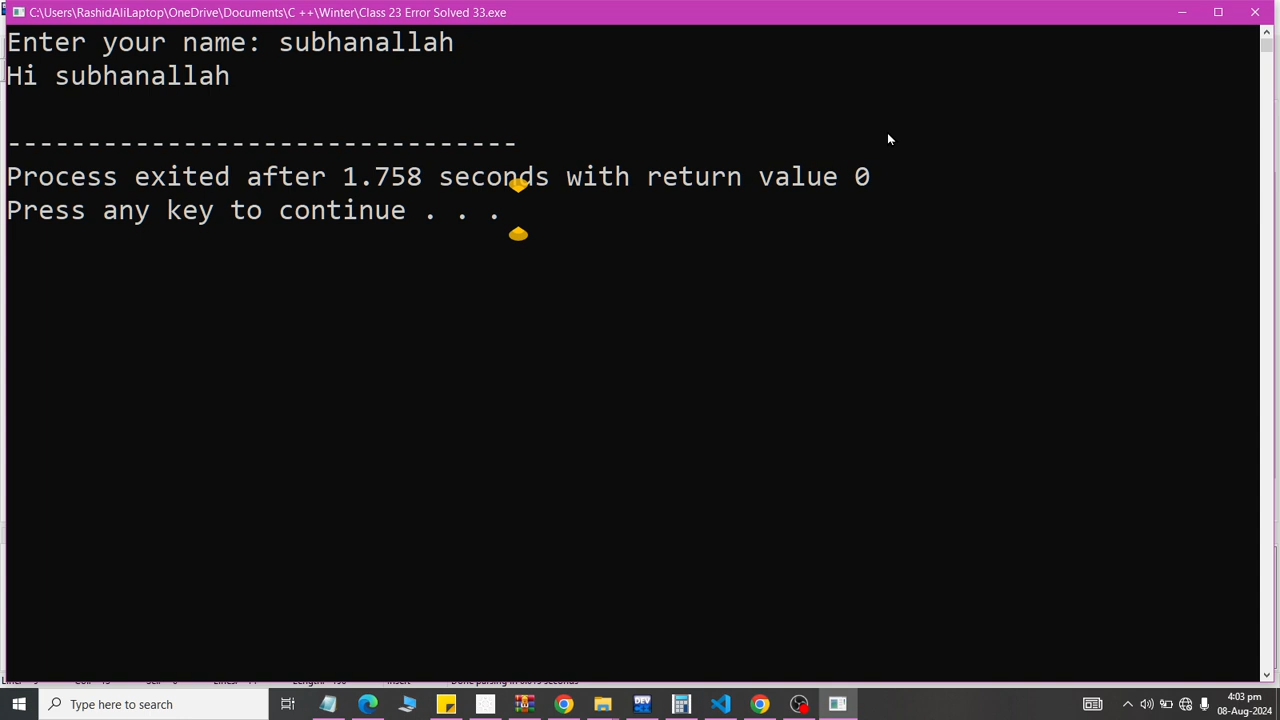 C:\Users\RashidAliLaptop\OneDrive\Documents\C ++\Winter\Class 23 Error Solved 33.exe
Enter your name: subhanallah
Hi subhanallah
--------------------------------
Process exited after 1.758 seconds with return value 0
Press any key to continue . . .
Type here to search
DEV
4:03 pm
08-Aug-2024